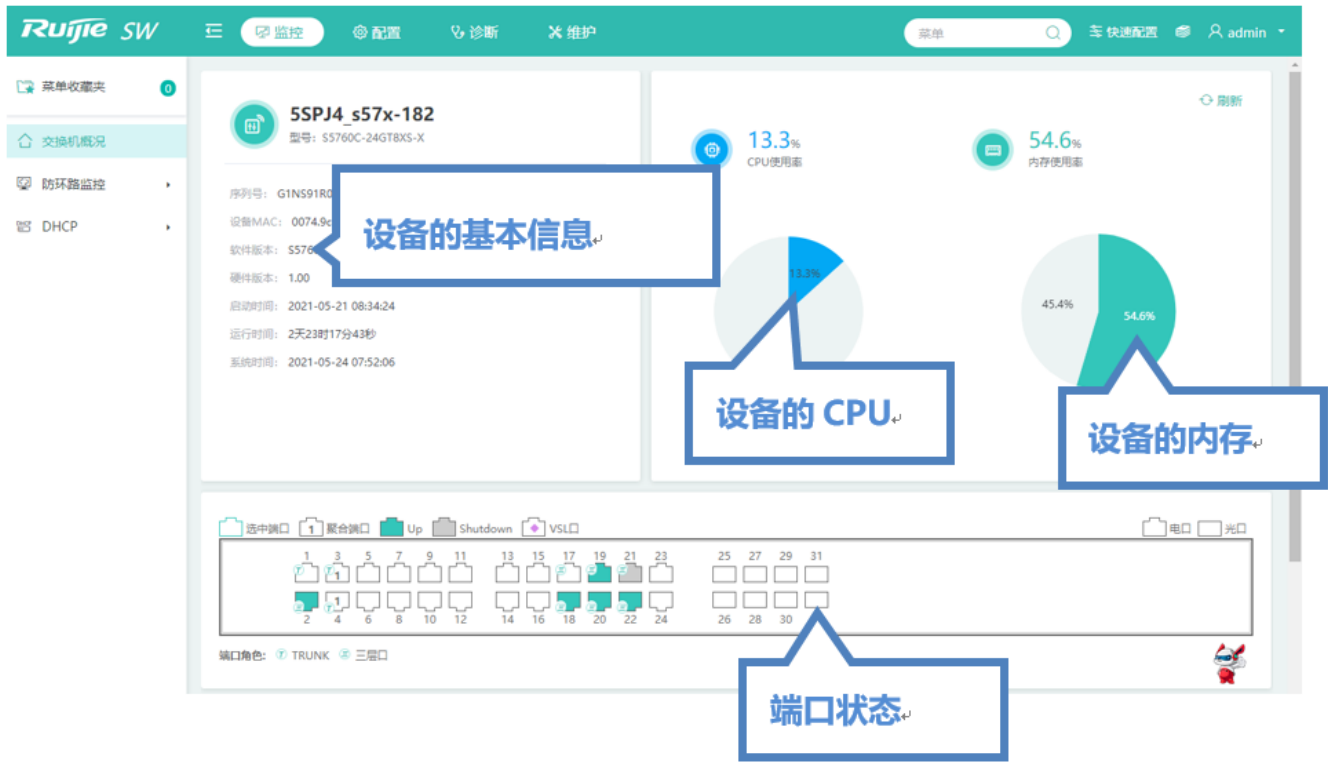 Ruijie SW
监控
配置
诊断
维护
菜单
快速配置
admin
菜单收藏夹
0
交换机概况
防环路监控
DHCP
5SPJ4_s57x-182
型号: S5760C-24GT8XS-X
序列号: G1NS91R0
设备MAC: 0074.9c
软件版本: S576
硬件版本: 1.00
启动时间: 2021-05-21 08:34:24
运行时间: 2天23时17分43秒
系统时间: 2021-05-24 07:52:06
设备的基本信息
刷新
13.3%
CPU使用率
54.6%
内存使用率
13.3%
45.4%
54.6%
设备的 CPU
设备的内存
选中端口 1 聚合端口 Up Shutdown VSL口
电口 光口
1 3 5 7 9 11 13 15 17 19 21 23 25 27 29 31
1
1
2 4 6 8 10 12 14 16 18 20 22 24 26 28 30
端口角色: T TRUNK 三 三层口
端口状态